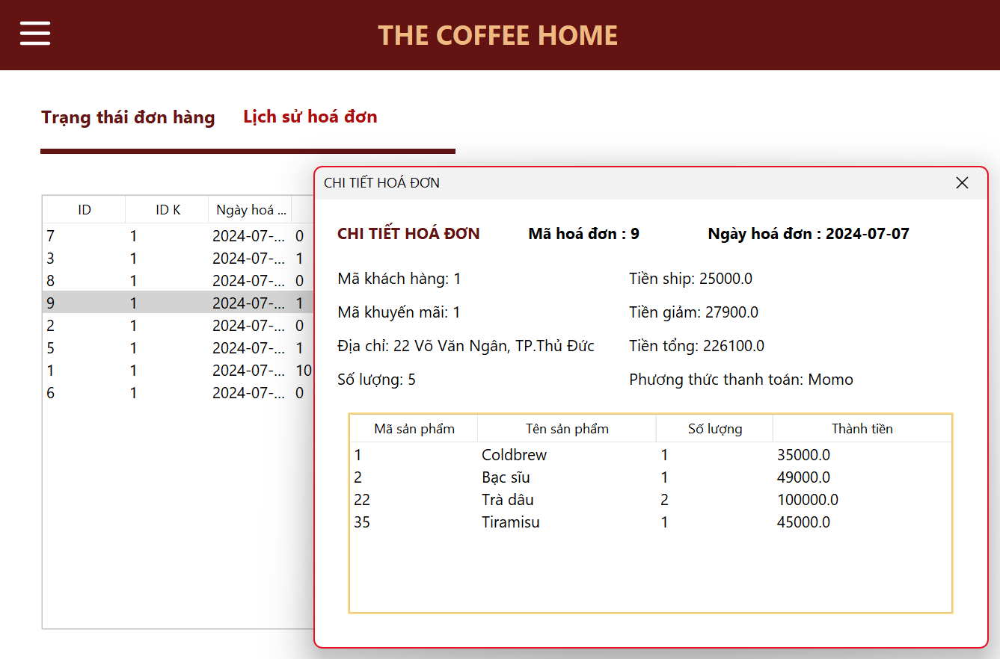 THE COFFEE HOME
Trạng thái đơn hàng Lịch sử hoá đơn
ID ID K Ngày hoá ...
7 1 2024-07-... 0
3 1 2024-07-... 1
8 1 2024-07-... 0
9 1 2024-07-... 1
2 1 2024-07-... 0
5 1 2024-07-... 1
1 1 2024-07-... 10
6 1 2024-07-... 0
CHI TIẾT HOÁ ĐƠN
CHI TIẾT HOÁ ĐƠN Mã hoá đơn : 9 Ngày hoá đơn : 2024-07-07
Mã khách hàng: 1 Tiền ship: 25000.0
Mã khuyến mãi: 1 Tiền giảm: 27900.0
Địa chỉ: 22 Võ Văn Ngân, TP.Thủ Đức Tiền tổng: 226100.0
Số lượng: 5 Phương thức thanh toán: Momo
Mã sản phẩm Tên sản phẩm Số lượng Thành tiền
1 Coldbrew 1 35000.0
2 Bạc sĩu 1 49000.0
22 Trà dâu 2 100000.0
35 Tiramisu 1 45000.0